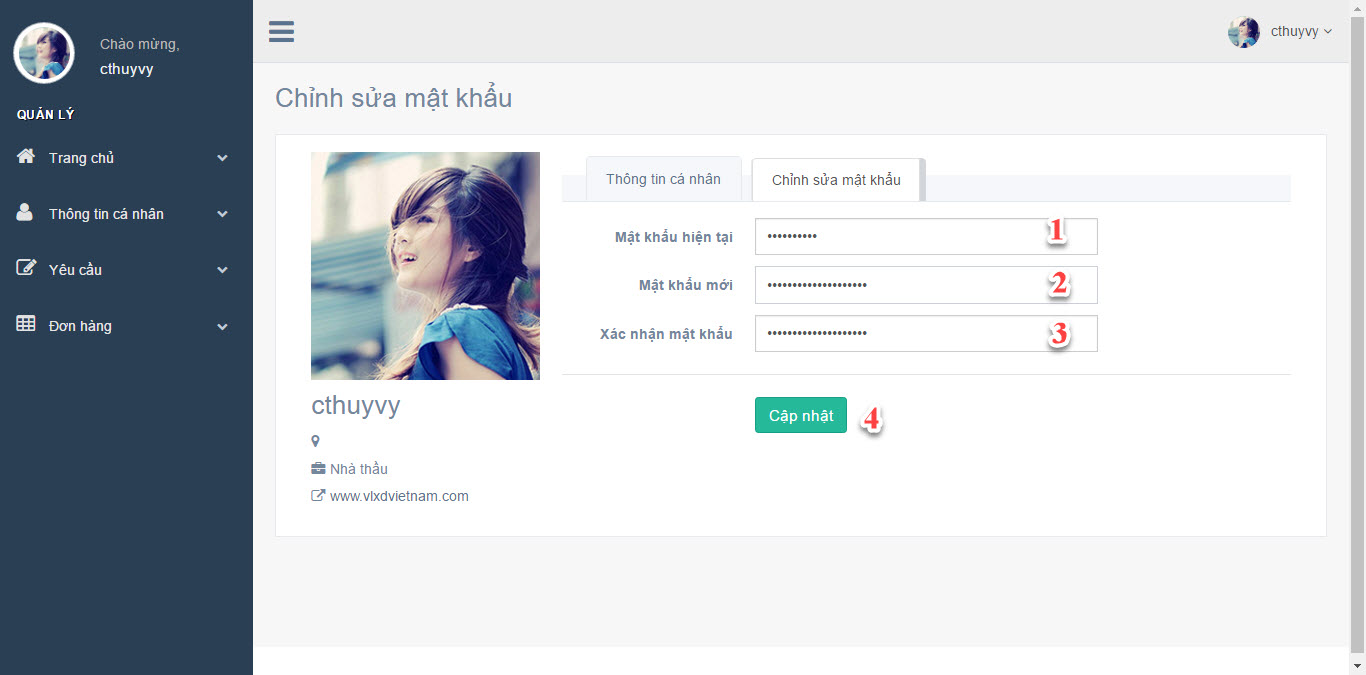 Chào mừng,
cthuyvy
QUẢN LÝ
Trang chủ
Thông tin cá nhân
Yêu cầu
Đơn hàng
cthuyvy
Chỉnh sửa mật khẩu
Thông tin cá nhân
Chỉnh sửa mật khẩu
Mật khẩu hiện tại •••••••••• 1
Mật khẩu mới •••••••••••••••••••• 2
Xác nhận mật khẩu •••••••••••••••••••• 3
Cập nhật 4
cthuyvy
Nhà thầu
www.vlxdvietnam.com